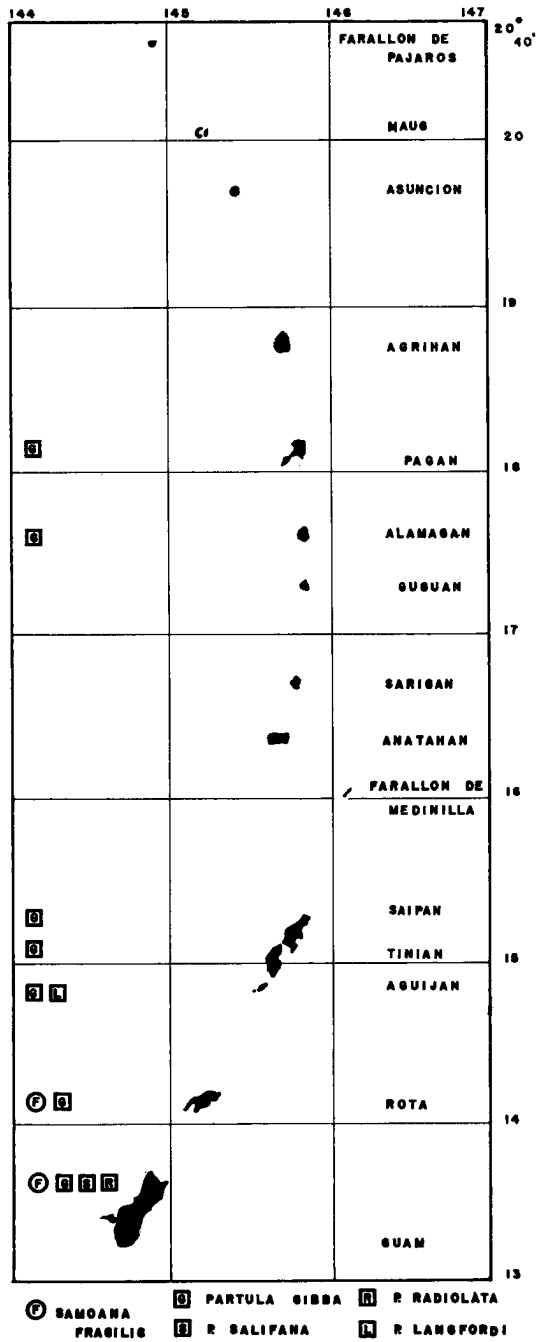 144 145 146 147
20°
40'
FARALLON DE
PAJAROS
MAUG
20
ASUNCION
19
AGRIHAN
G PAGAN
18
G ALAMAGAN
GUGUAN
17
SARIGAN
ANATAHAN
FARALLON DE
16
MEDINILLA
G SAIPAN
G TINIAN
15
G L AGUIJAN
F G ROTA
14
F G S R
GUAM
13
F SAMOANA
FRAGILIS
G PARTULA GIBBA
S P. SALIFANA
R P. RADIOLATA
L P. LANGFORDI